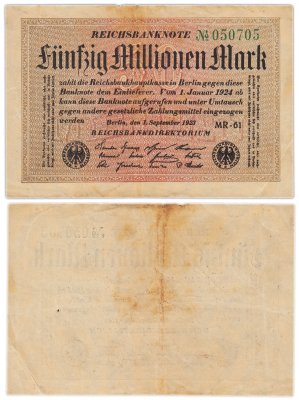 REICHSBANKNOTE № 050705
Fünfzig Millionen Mark
zahlt die Reichsbankhauptkasse in Berlin gegen diese
Banknote dem Einlieferer. Vom 1. Januar 1924 ab
kann diese Banknote aufgerufen und unter Umtausch
gegen andere gesetzliche Zahlungsmittel eingezogen
werden MR-61
REICHSBANKDIREKTORIUM
Berlin, den 1. September 1923